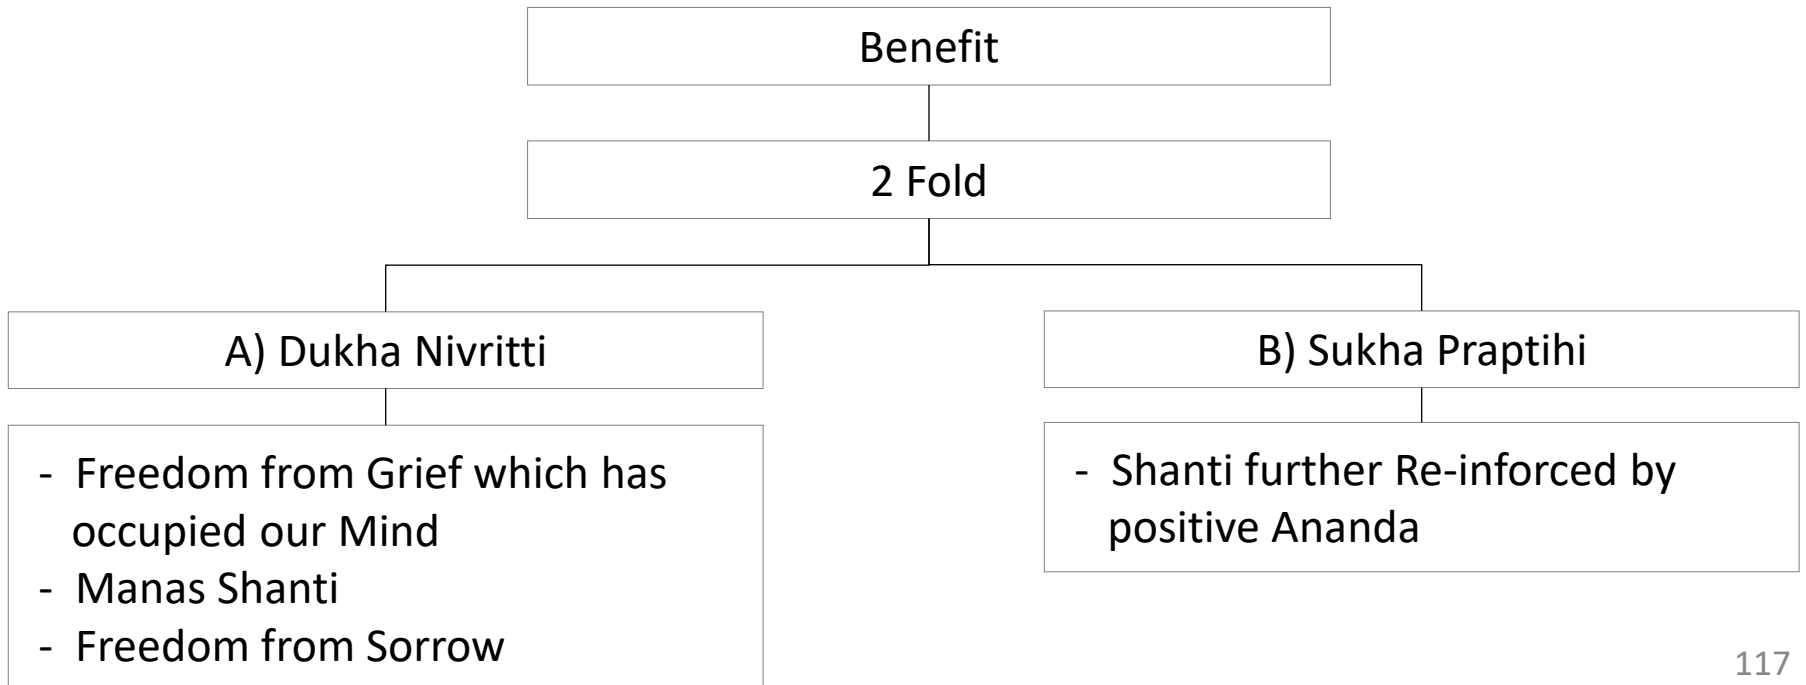 Benefit
2 Fold
A) Dukha Nivritti
- Freedom from Grief which has
occupied our Mind
- Manas Shanti
- Freedom from Sorrow
B) Sukha Praptihi
- Shanti further Re-inforced by
positive Ananda
117